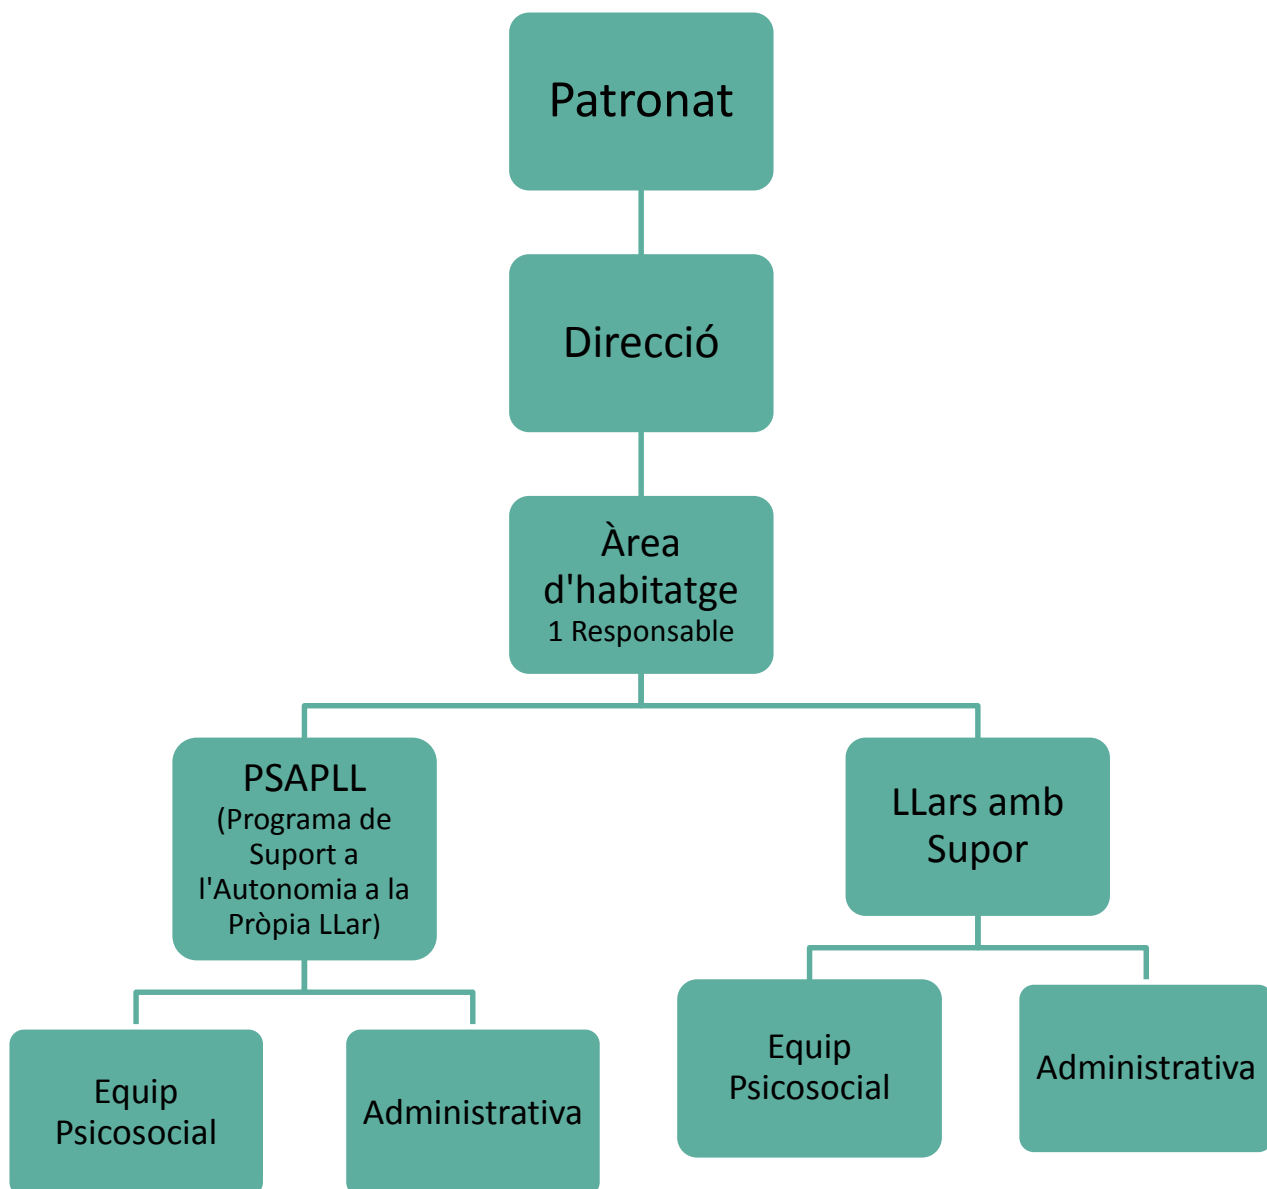 Patronat
Direcció
Àrea
d'habitatge
1 Responsable
PSAPLL
(Programa de
Suport a
l'Autonomia a la
Pròpia LLar)
LLars amb
Supor
Equip
Psicosocial
Administrativa
Equip
Psicosocial
Administrativa